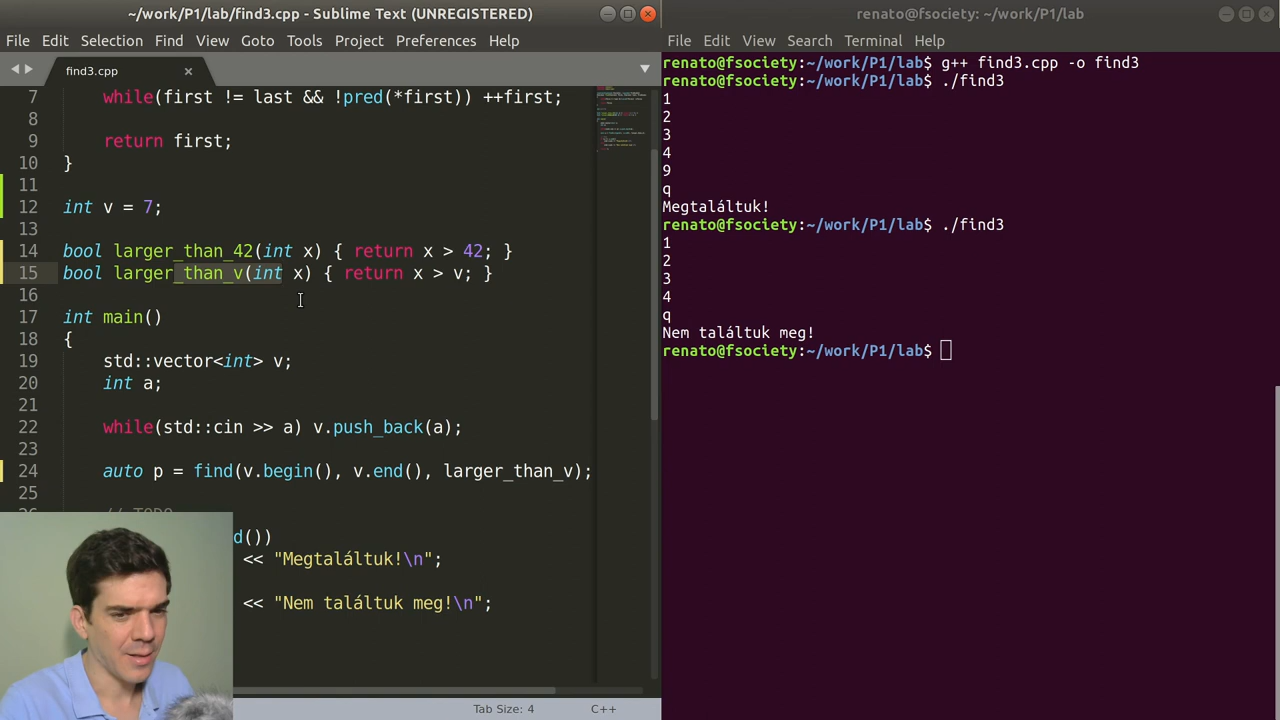 ~/work/P1/lab/find3.cpp - Sublime Text (UNREGISTERED)
File Edit Selection Find View Goto Tools Project Preferences Help
find3.cpp
7 while(first != last && !pred(*first)) ++first;
8
9 return first;
10 }
11
12 int v = 7;
13
14 bool larger_than_42(int x) { return x > 42; }
15 bool larger_than_v(int x) { return x > v; }
16
17 int main()
18 {
19 std::vector<int> v;
20 int a;
21
22 while(std::cin >> a) v.push_back(a);
23
24 auto p = find(v.begin(), v.end(), larger_than_v);
25
// TODO
d())
<< "Megtaláltuk!\n";
<< "Nem találtuk meg!\n";
Tab Size: 4 C++
renato@fsociety: ~/work/P1/lab
File Edit View Search Terminal Help
renato@fsociety:~/work/P1/lab$ g++ find3.cpp -o find3
renato@fsociety:~/work/P1/lab$ ./find3
1
2
3
4
9
q
Megtaláltuk!
renato@fsociety:~/work/P1/lab$ ./find3
1
2
3
4
q
Nem találtuk meg!
renato@fsociety:~/work/P1/lab$